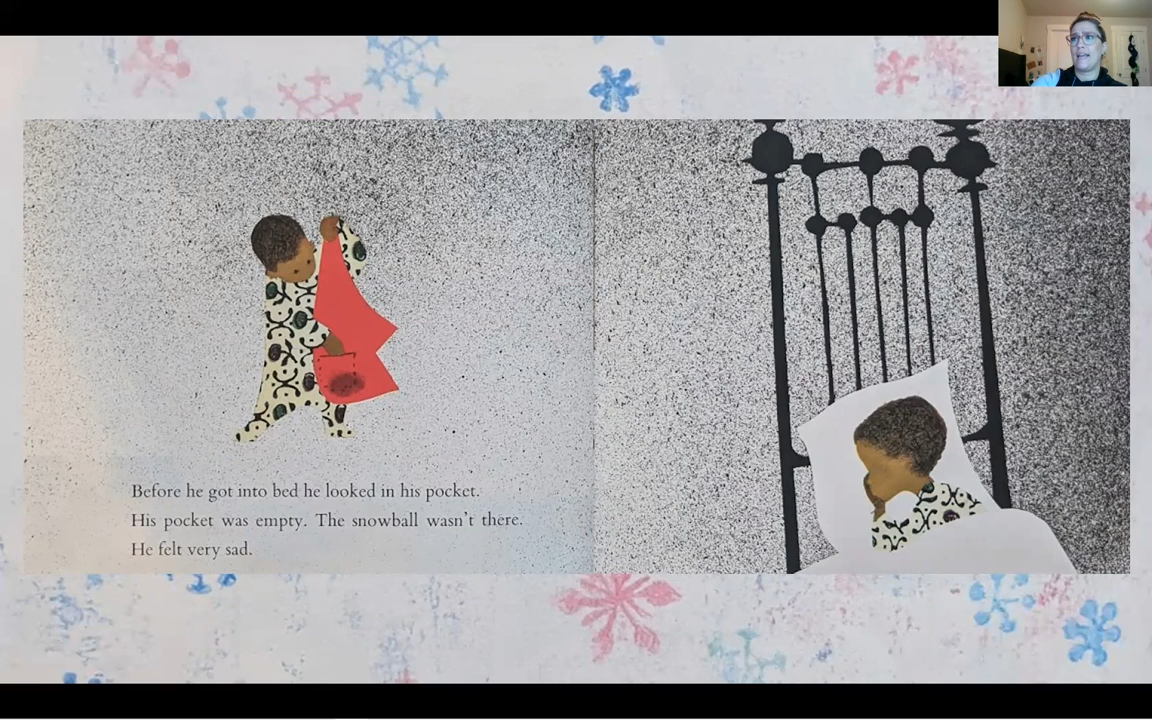 Before he got into bed he looked in his pocket.
His pocket was empty. The snowball wasn't there.
He felt very sad.